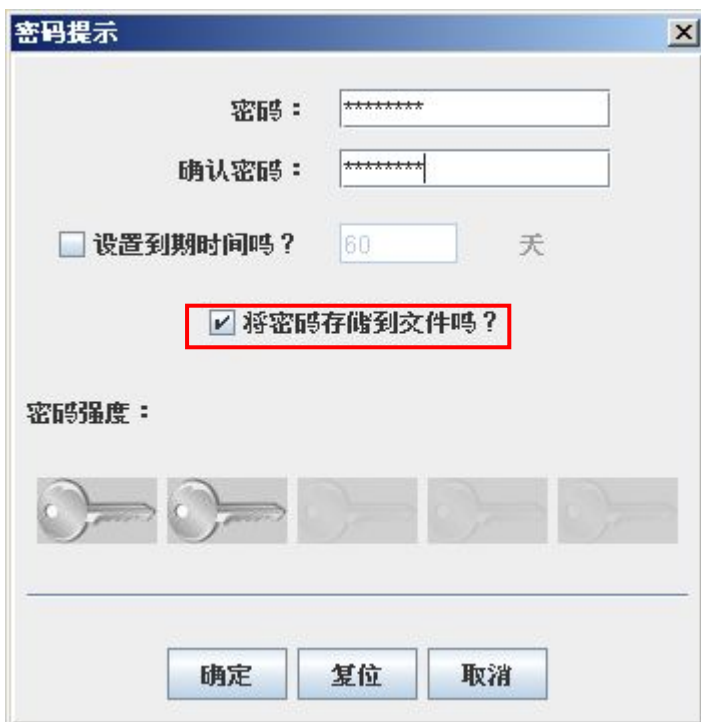 密码提示
密码： ********
确认密码： ********
设置到期时间吗？ 60 天
将密码存储到文件吗？
密码强度：
确定 复位 取消